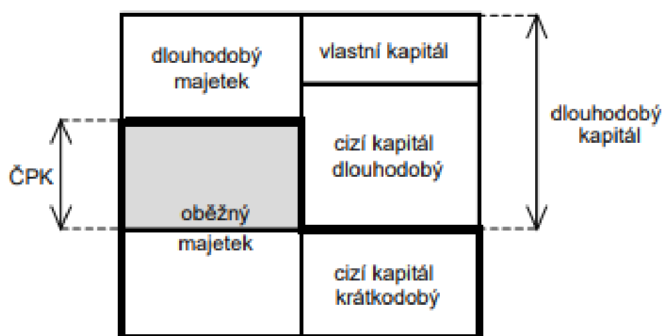 dlouhodobý
majetek
vlastní kapitál
dlouhodobý
kapitál
cizí kapitál
dlouhodobý
ČPK
oběžný
majetek
cizí kapitál
krátkodobý